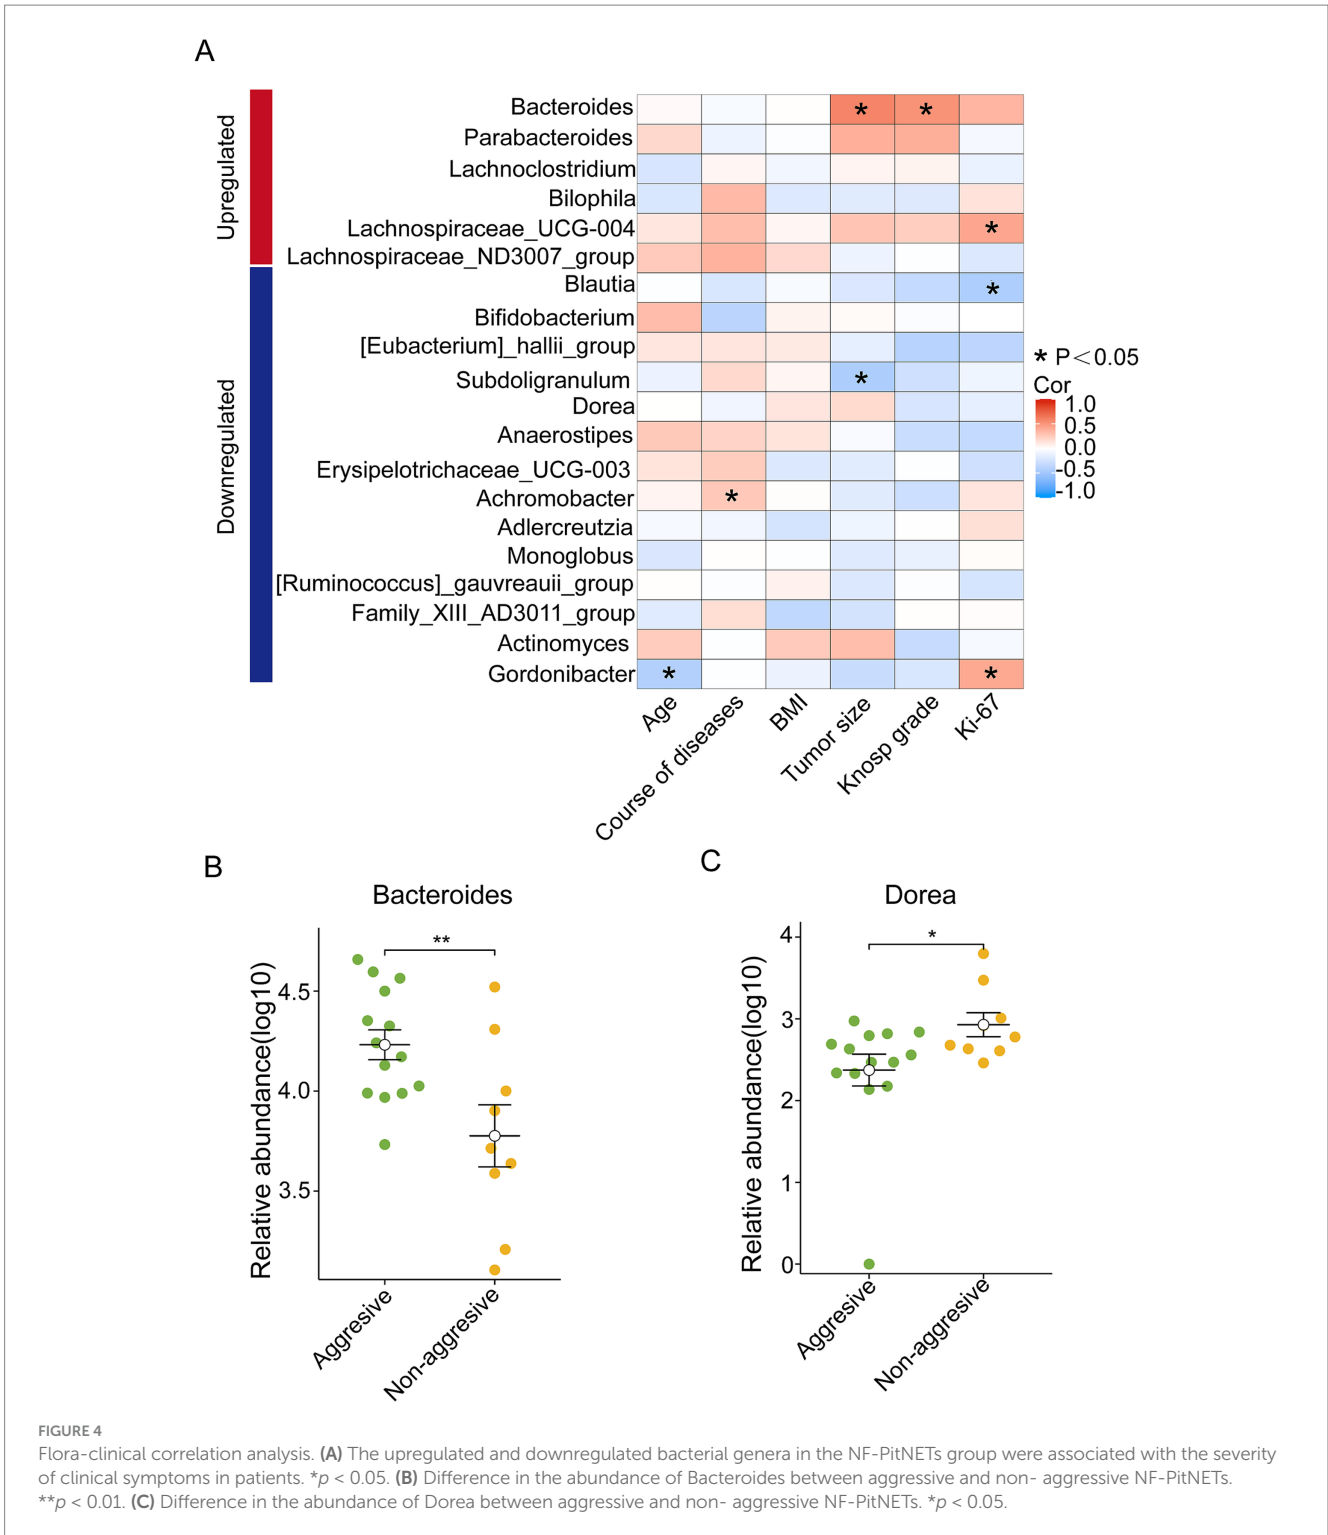 A
Upregulated
Downregulated
Bacteroides
Parabacteroides
Lachnoclostridium
Bilophila
Lachnospiraceae_UCG-004
Lachnospiraceae_ND3007_group
Blautia
Bifidobacterium
[Eubacterium]_hallii_group
Subdoligranulum
Dorea
Anaerostipes
Erysipelotrichaceae_UCG-003
Achromobacter
Adlercreutzia
Monoglobus
[Ruminococcus]_gauvreauii_group
Family_XIII_AD3011_group
Actinomyces
Gordonibacter
* *
*
*
*
*
* *
* P<0.05
Cor
1.0
0.5
0.0
-0.5
-1.0
Age
Course of diseases
BMI
Tumor size
Knosp grade
Ki-67
B
Bacteroides
**
Relative abundance(log10)
4.5
4.0
3.5
Aggresive
Non-aggresive
C
Dorea
*
Relative abundance(log10)
4
3
2
1
0
Aggresive
Non-aggresive
FIGURE 4
Flora-clinical correlation analysis. (A) The upregulated and downregulated bacterial genera in the NF-PitNETs group were associated with the severity
of clinical symptoms in patients. *p < 0.05. (B) Difference in the abundance of Bacteroides between aggressive and non- aggressive NF-PitNETs.
**p < 0.01. (C) Difference in the abundance of Dorea between aggressive and non- aggressive NF-PitNETs. *p < 0.05.